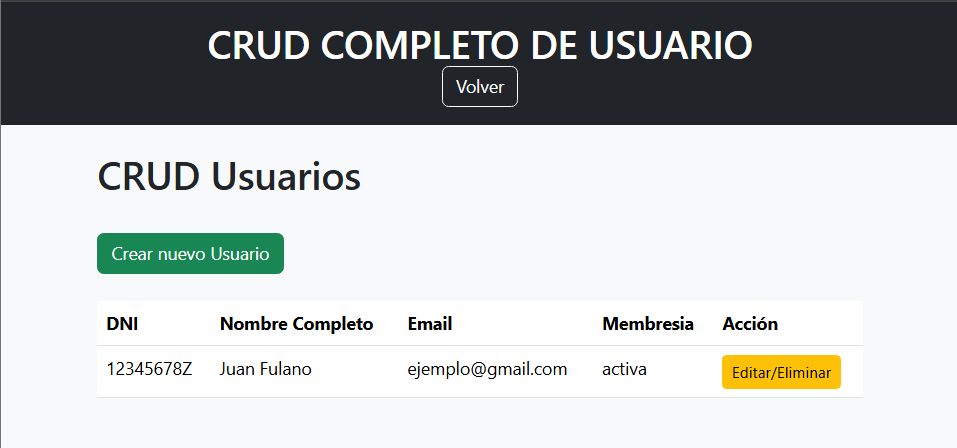 CRUD COMPLETO DE USUARIO
Volver
CRUD Usuarios
Crear nuevo Usuario
DNI Nombre Completo Email Membresia Acción
12345678Z Juan Fulano ejemplo@gmail.com activa Editar/Eliminar